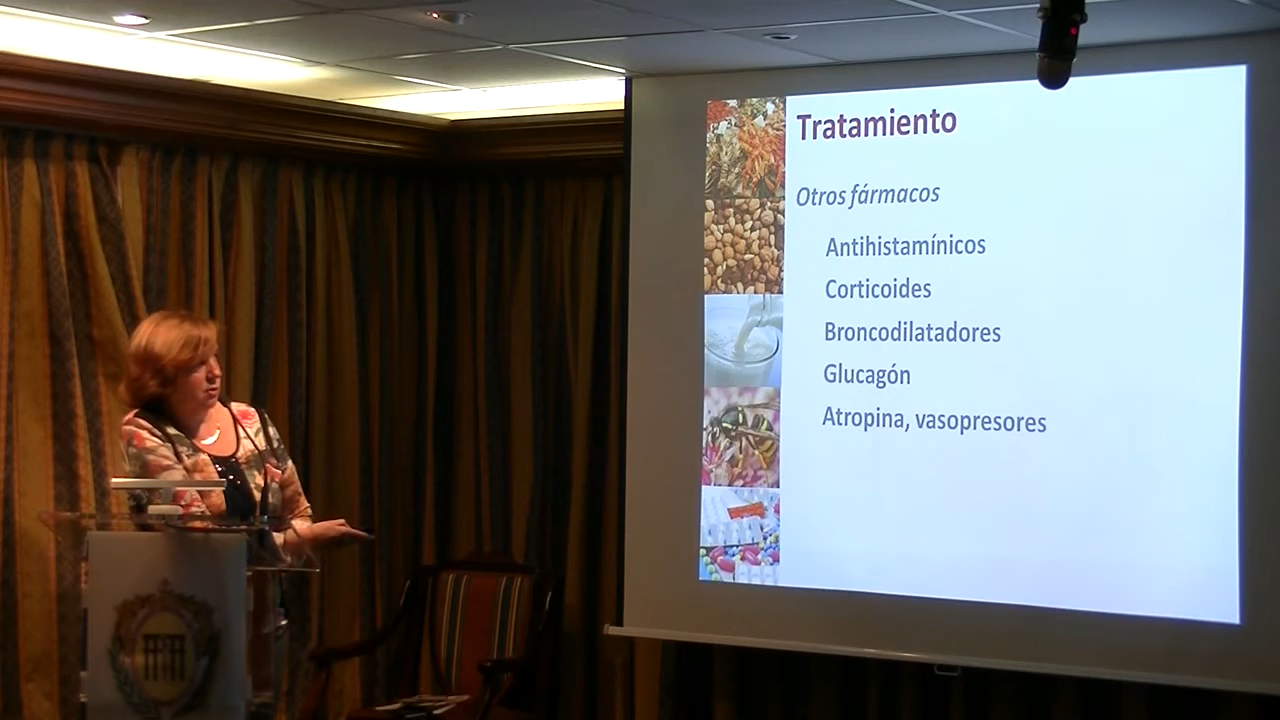 Tratamiento
Otros fármacos
Antihistamínicos
Corticoides
Broncodilatadores
Glucagón
Atropina, vasopresores